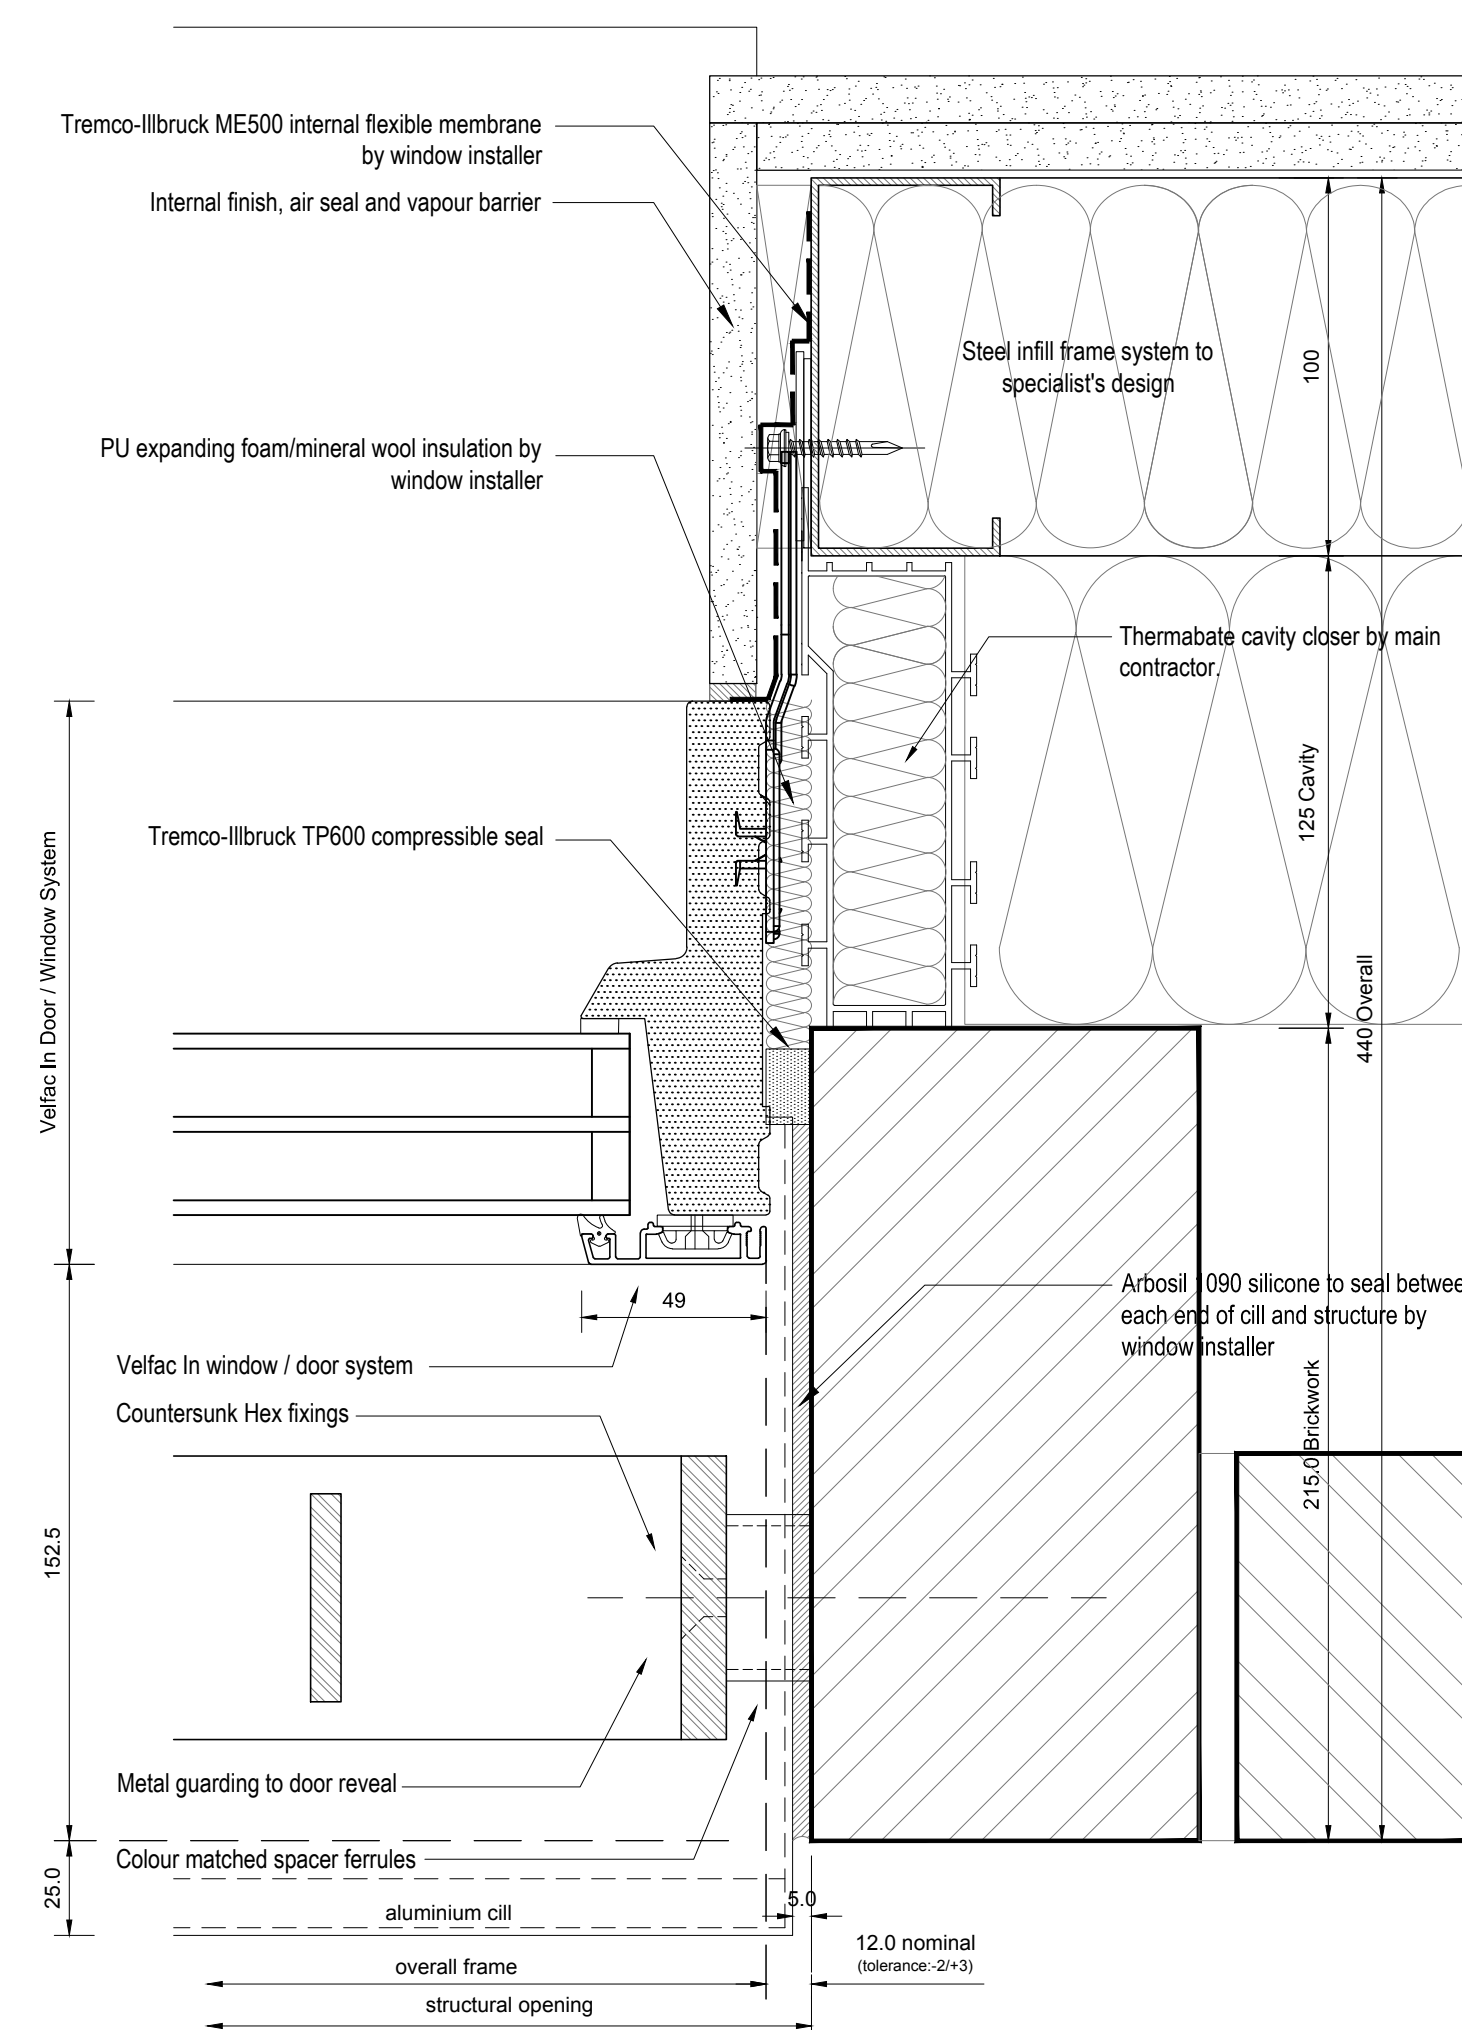 Tremco-Illbruck ME500 internal flexible membrane
by window installer
Internal finish, air seal and vapour barrier
Steel infill frame system to
specialist's design
100
PU expanding foam/mineral wool insulation by
window installer
Thermabate cavity closer by main
contractor.
125 Cavity
Tremco-Illbruck TP600 compressible seal
Velfac In Door / Window System
440 Overall
Arbosil 1090 silicone to seal betwee
each end of cill and structure by
window installer
49
Velfac In window / door system
Countersunk Hex fixings
215.0 Brickwork
152.5
Metal guarding to door reveal
Colour matched spacer ferrules
25.0
5.0
aluminium cill
12.0 nominal
(tolerance:-2/+3)
overall frame
structural opening